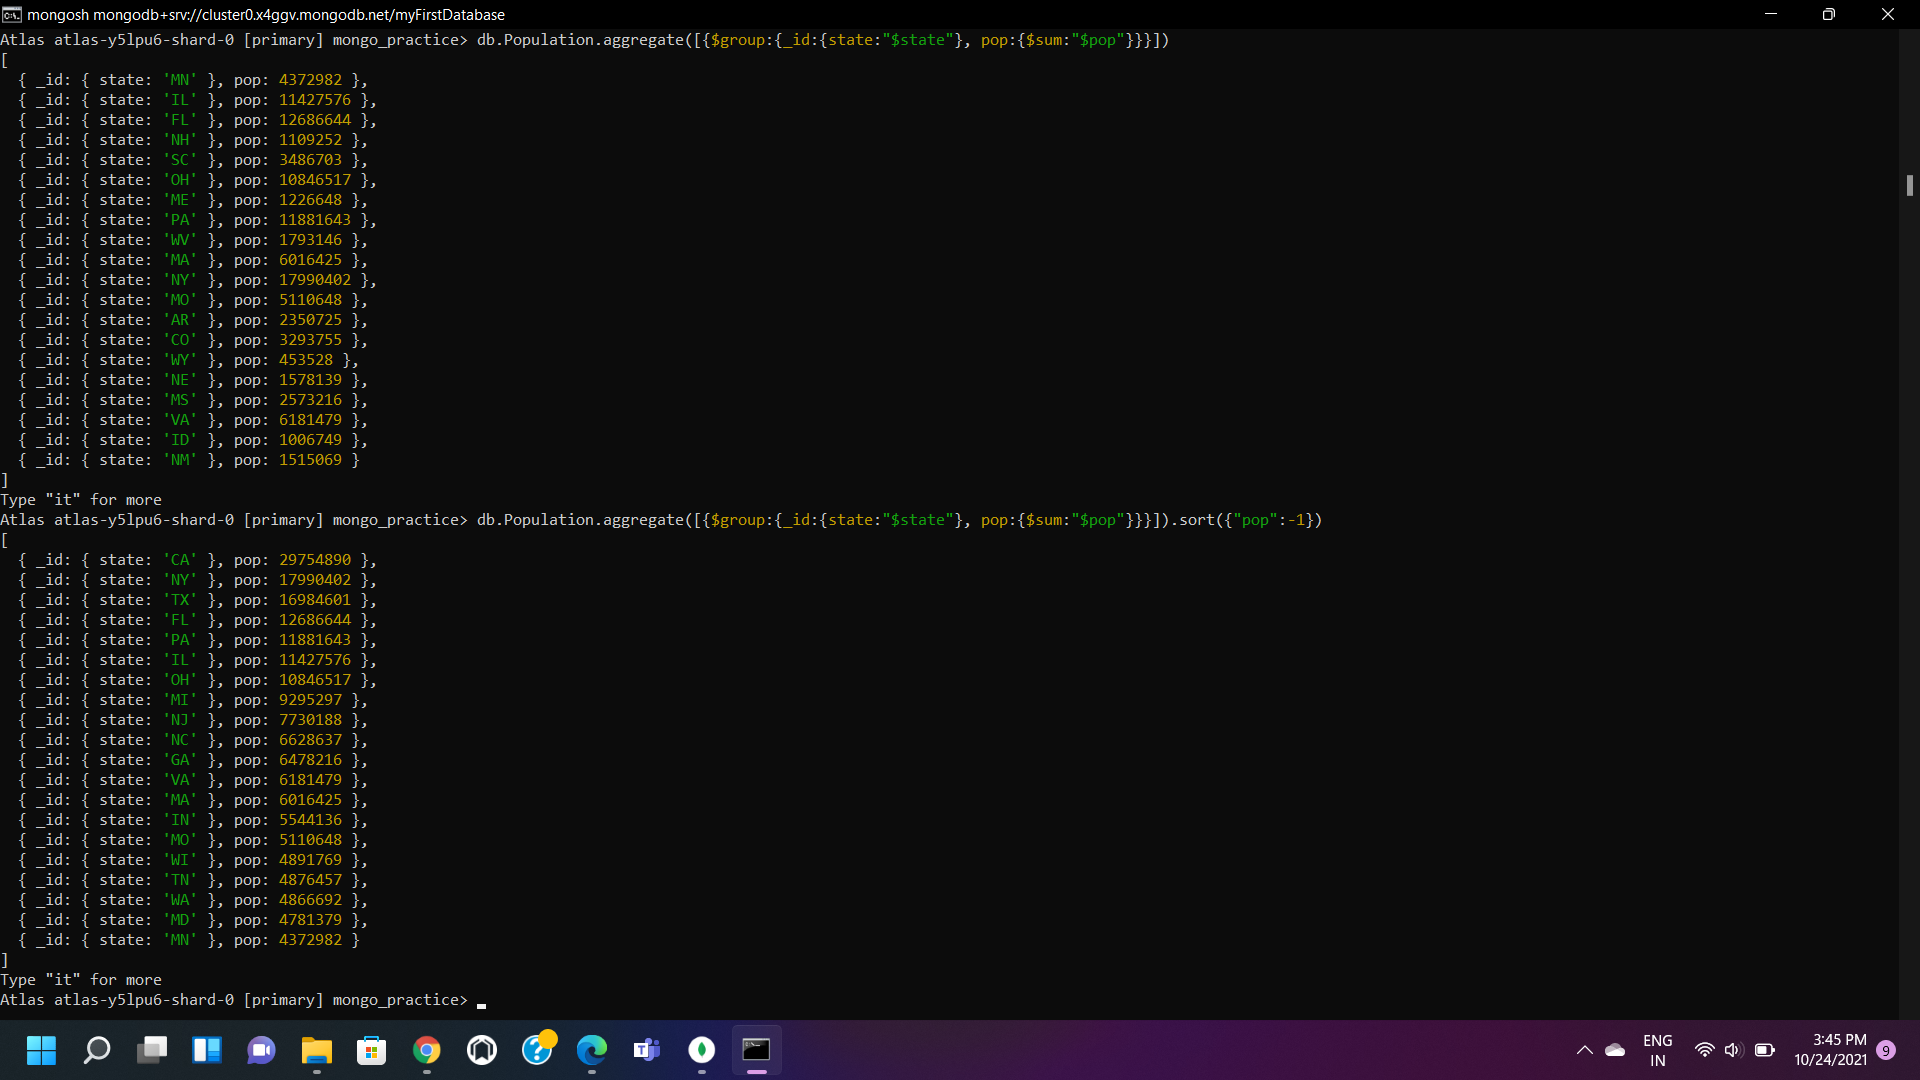 mongosh mongodb+srv://cluster0.x4ggv.mongodb.net/myFirstDatabase
Atlas atlas-y5lpu6-shard-0 [primary] mongo_practice> db.Population.aggregate([{$group:{_id:{state:"$state"}, pop:{$sum:"$pop"}}}])
[
  { _id: { state: 'MN' }, pop: 4372982 },
  { _id: { state: 'IL' }, pop: 11427576 },
  { _id: { state: 'FL' }, pop: 12686644 },
  { _id: { state: 'NH' }, pop: 1109252 },
  { _id: { state: 'SC' }, pop: 3486703 },
  { _id: { state: 'OH' }, pop: 10846517 },
  { _id: { state: 'ME' }, pop: 1226648 },
  { _id: { state: 'PA' }, pop: 11881643 },
  { _id: { state: 'WV' }, pop: 1793146 },
  { _id: { state: 'MA' }, pop: 6016425 },
  { _id: { state: 'NY' }, pop: 17990402 },
  { _id: { state: 'MO' }, pop: 5110648 },
  { _id: { state: 'AR' }, pop: 2350725 },
  { _id: { state: 'CO' }, pop: 3293755 },
  { _id: { state: 'WY' }, pop: 453528 },
  { _id: { state: 'NE' }, pop: 1578139 },
  { _id: { state: 'MS' }, pop: 2573216 },
  { _id: { state: 'VA' }, pop: 6181479 },
  { _id: { state: 'ID' }, pop: 1006749 },
  { _id: { state: 'NM' }, pop: 1515069 }
]
Type "it" for more
Atlas atlas-y5lpu6-shard-0 [primary] mongo_practice> db.Population.aggregate([{$group:{_id:{state:"$state"}, pop:{$sum:"$pop"}}}]).sort({"pop":-1})
[
  { _id: { state: 'CA' }, pop: 29754890 },
  { _id: { state: 'NY' }, pop: 17990402 },
  { _id: { state: 'TX' }, pop: 16984601 },
  { _id: { state: 'FL' }, pop: 12686644 },
  { _id: { state: 'PA' }, pop: 11881643 },
  { _id: { state: 'IL' }, pop: 11427576 },
  { _id: { state: 'OH' }, pop: 10846517 },
  { _id: { state: 'MI' }, pop: 9295297 },
  { _id: { state: 'NJ' }, pop: 7730188 },
  { _id: { state: 'NC' }, pop: 6628637 },
  { _id: { state: 'GA' }, pop: 6478216 },
  { _id: { state: 'VA' }, pop: 6181479 },
  { _id: { state: 'MA' }, pop: 6016425 },
  { _id: { state: 'IN' }, pop: 5544136 },
  { _id: { state: 'MO' }, pop: 5110648 },
  { _id: { state: 'WI' }, pop: 4891769 },
  { _id: { state: 'TN' }, pop: 4876457 },
  { _id: { state: 'WA' }, pop: 4866692 },
  { _id: { state: 'MD' }, pop: 4781379 },
  { _id: { state: 'MN' }, pop: 4372982 }
]
Type "it" for more
Atlas atlas-y5lpu6-shard-0 [primary] mongo_practice>
ENG
IN
3:45 PM
10/24/2021
9